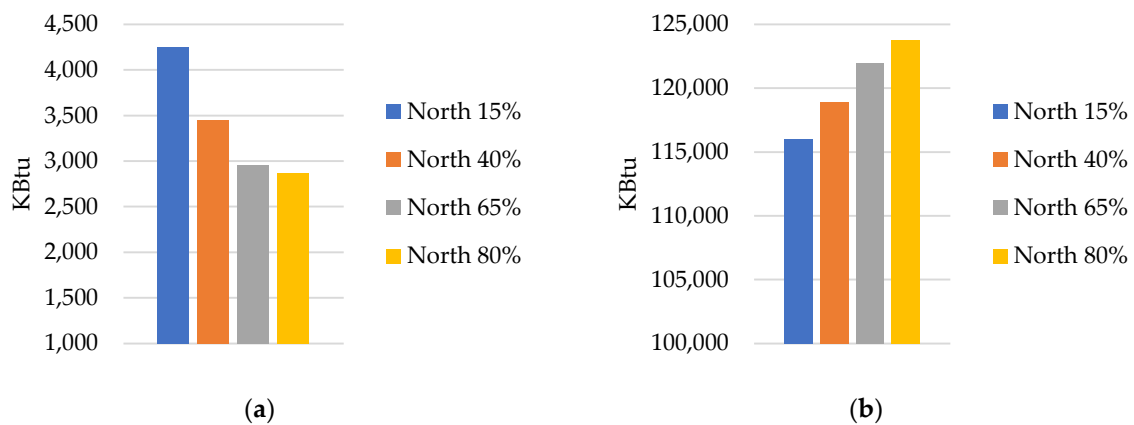 4,500
4,000
3,500
3,000
2,500
2,000
1,500
1,000
KBtu
North 15%
North 40%
North 65%
North 80%
(a)
125,000
120,000
115,000
110,000
105,000
100,000
KBtu
North 15%
North 40%
North 65%
North 80%
(b)